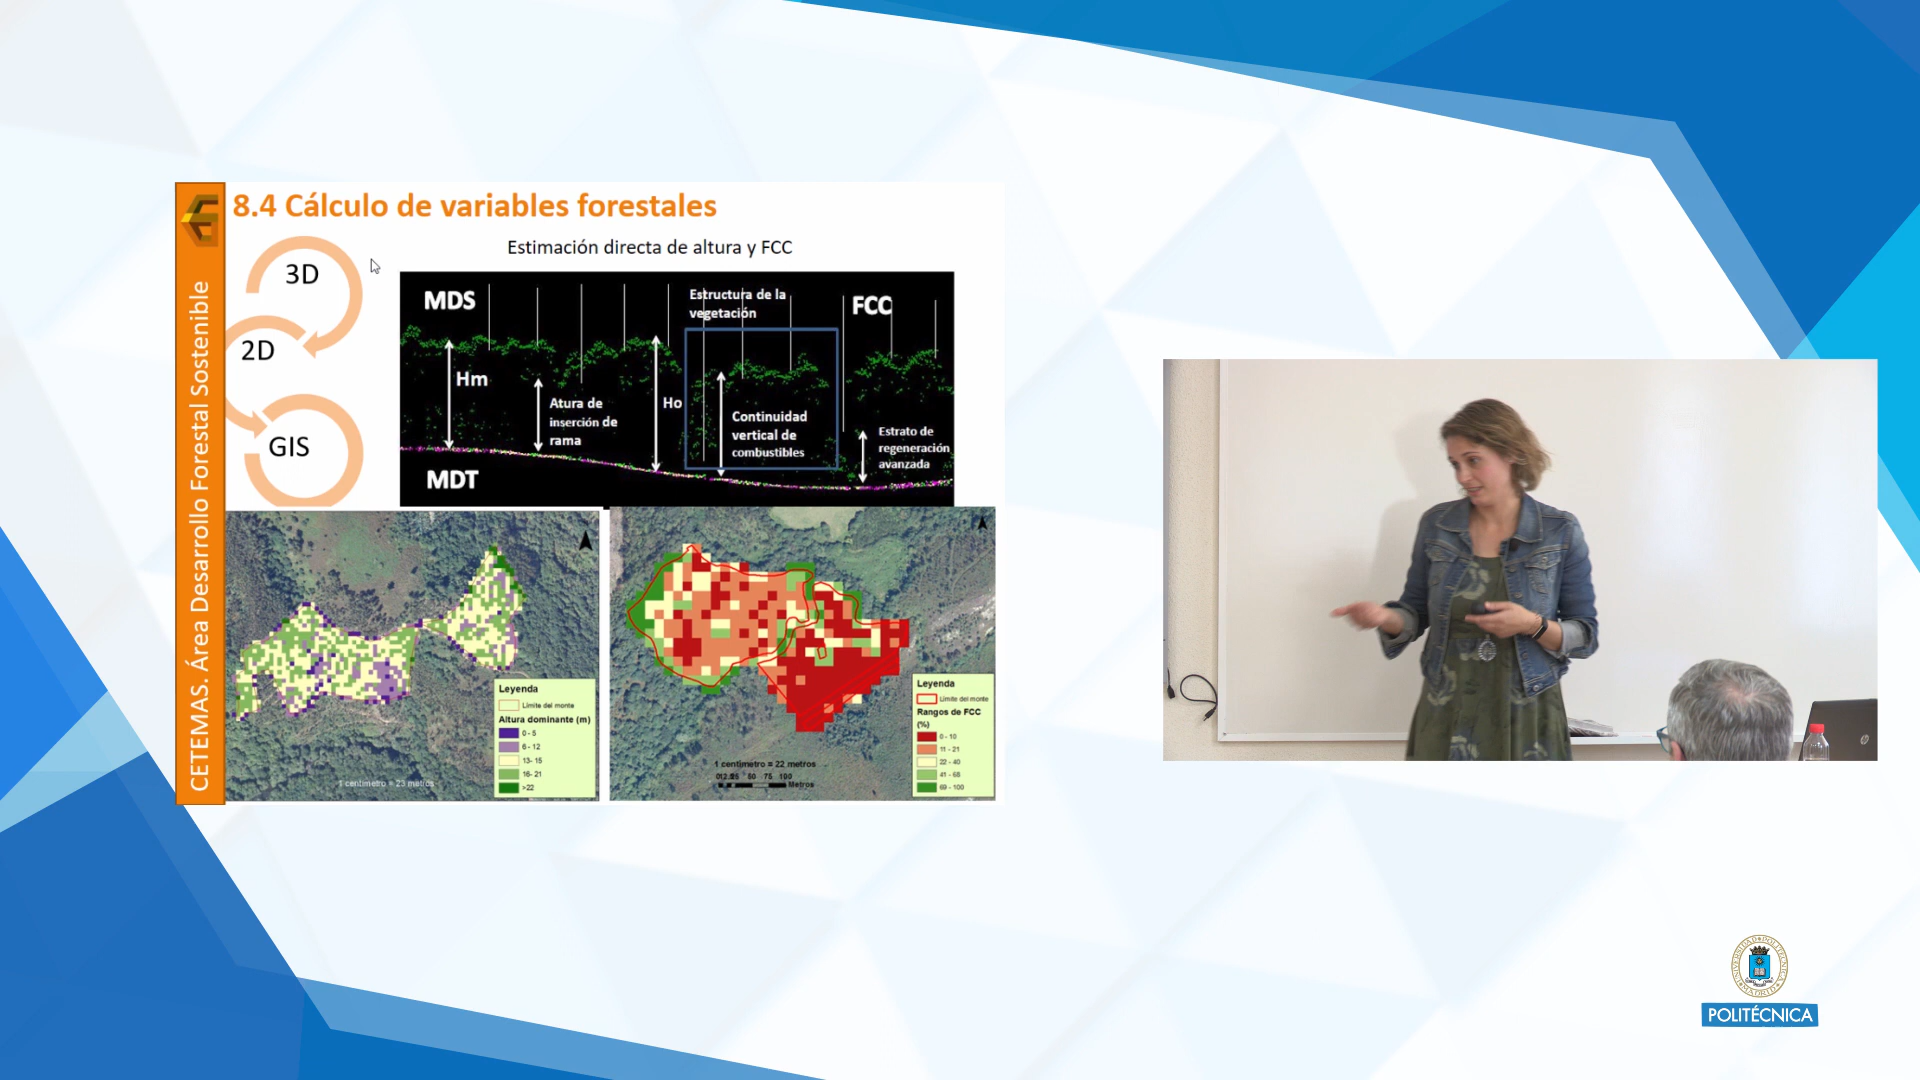 8.4 Cálculo de variables forestales
CETEMAS. Área Desarrollo Forestal Sostenible
3D
2D
GIS
Estimación directa de altura y FCC
MDS
Estructura de la
vegetación
FCC
Hm
Atura de
inserción de
rama
Ho
Continuidad
vertical de
combustibles
Estrato de
regeneración
avanzada
MDT
Leyenda
Límite del monte
Altura dominante (m)
0 - 5
6 - 12
13- 15
16- 21
>22
1 centímetro = 23 metros
Leyenda
Límite del monte
Rangos de FCC
(%)
0 - 10
11 - 21
22 - 40
41 - 68
69 - 100
1 centímetro = 22 metros
50 75 100
Metros
hp
POLITÉCNICA